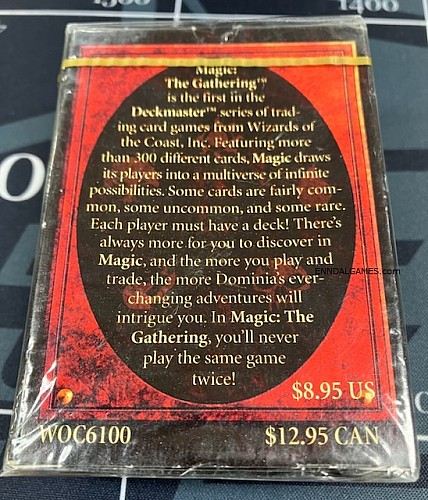 1300
1400
O
Magic:
The Gathering™
is the first in the
Deckmaster™ series of trad-
ing card games from Wizards of
the Coast, Inc. Featuring more
than 300 different cards, Magic draws
its players into a multiverse of infinite
possibilities. Some cards are fairly com-
mon, some uncommon, and some rare.
Each player must have a deck! There's
always more for you to discover in
Magic, and the more you play and
trade, the more Dominia's ever-
changing adventures will
intrigue you. In Magic: The
Gathering, you'll never
play the same game
twice!
ENNDALGAMES.com
$8.95 US
WOC6100 $12.95 CAN